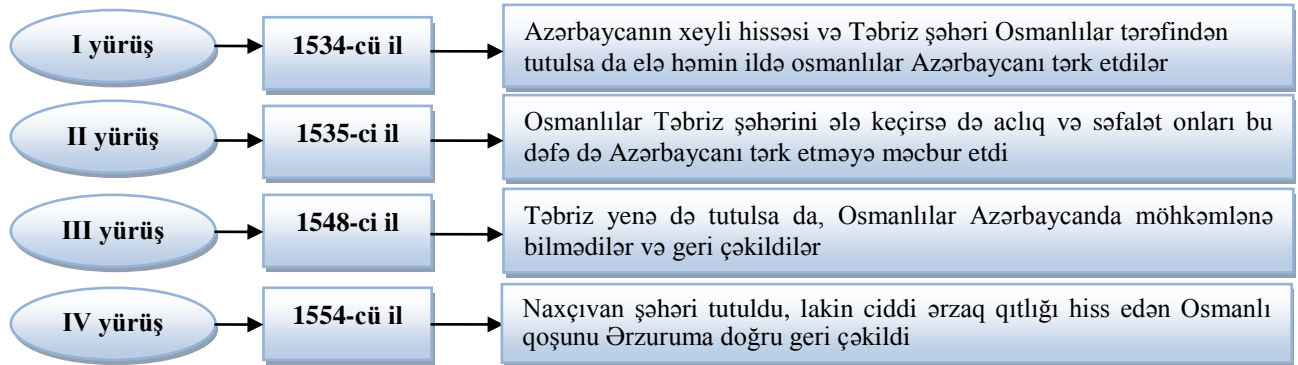 I yürüş
1534-cü il
Azərbaycanın xeyli hissəsi və Təbriz şəhəri Osmanlılar tərəfindən
tutulsa da elə həmin ildə osmanlılar Azərbaycanı tərk etdilər
II yürüş
1535-ci il
Osmanlılar Təbriz şəhərini ələ keçirsə də aclıq və səfalət onları bu
dəfə də Azərbaycanı tərk etməyə məcbur etdi
III yürüş
1548-ci il
Təbriz yenə də tutulsa da, Osmanlılar Azərbaycanda möhkəmlənə
bilmədilər və geri çəkildilər
IV yürüş
1554-cü il
Naxçıvan şəhəri tutuldu, lakin ciddi ərzaq qıtlığı hiss edən Osmanlı
qoşunu Ərzuruma doğru geri çəkildi